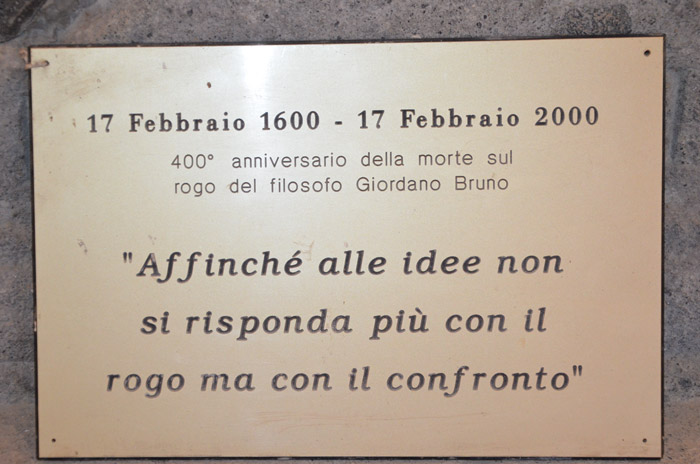 17 Febbraio 1600 - 17 Febbraio 2000
400° anniversario della morte sul
rogo del filosofo Giordano Bruno
"Affinché alle idee non
si risponda più con il
rogo ma con il confronto"